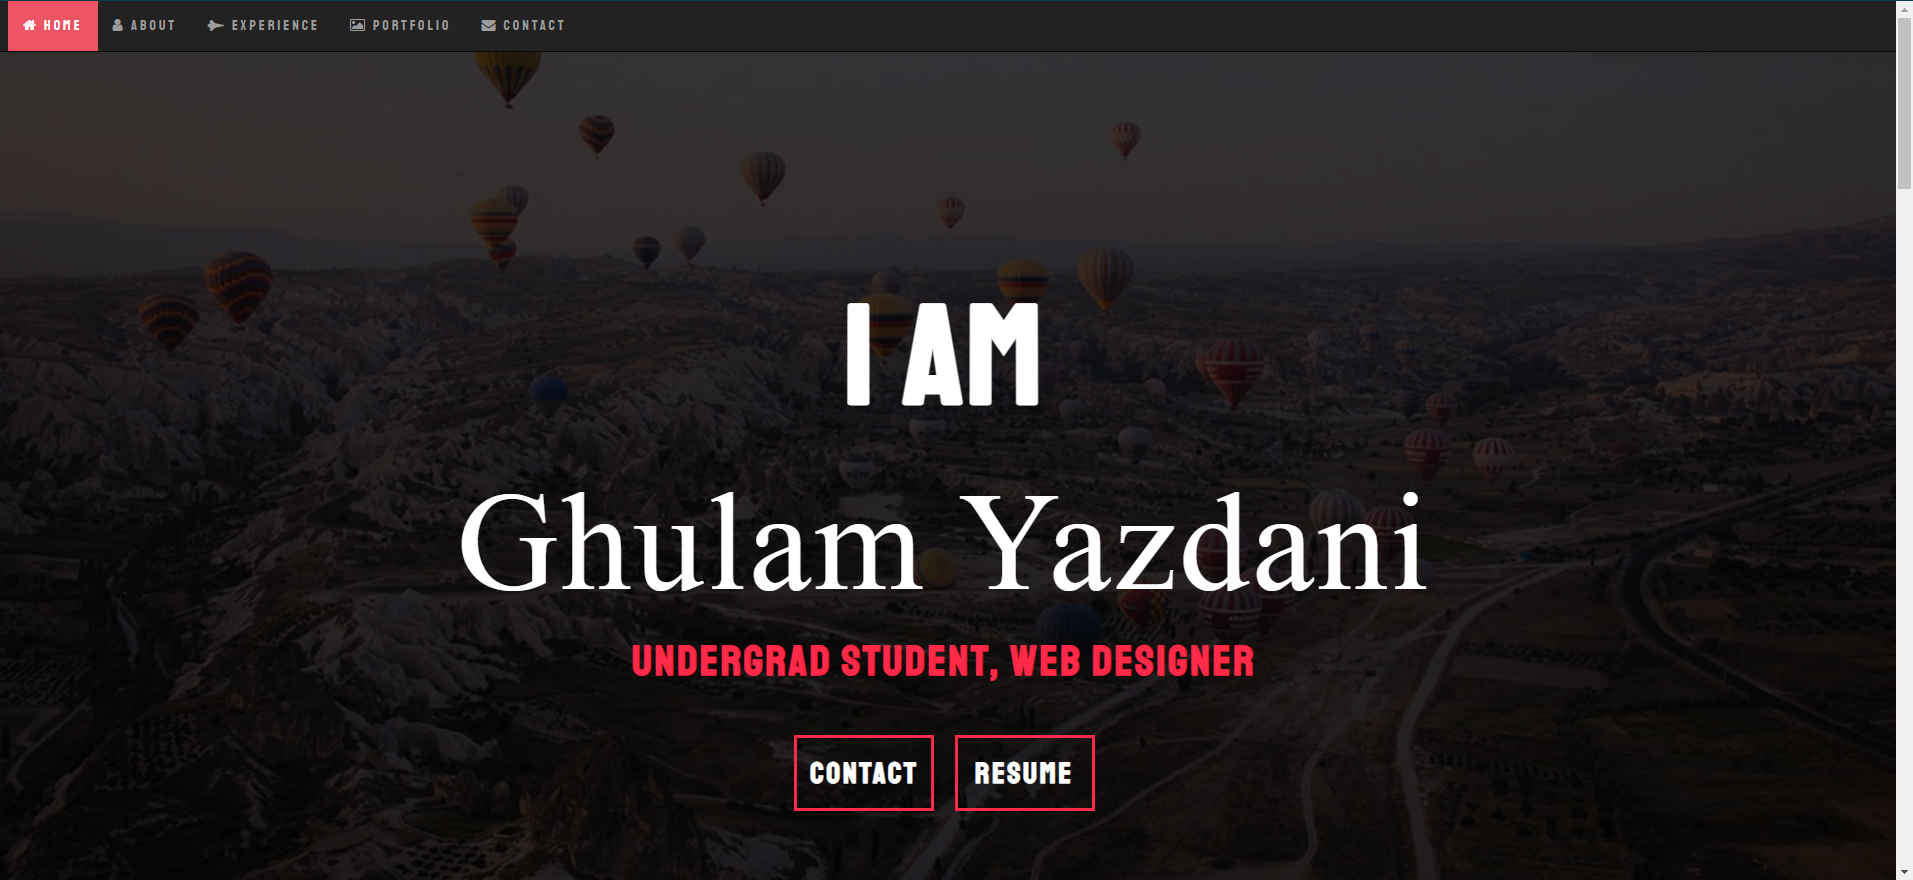 HOME ABOUT EXPERIENCE PORTFOLIO CONTACT
I AM
Ghulam Yazdani
UNDERGRAD STUDENT, WEB DESIGNER
CONTACT RESUME